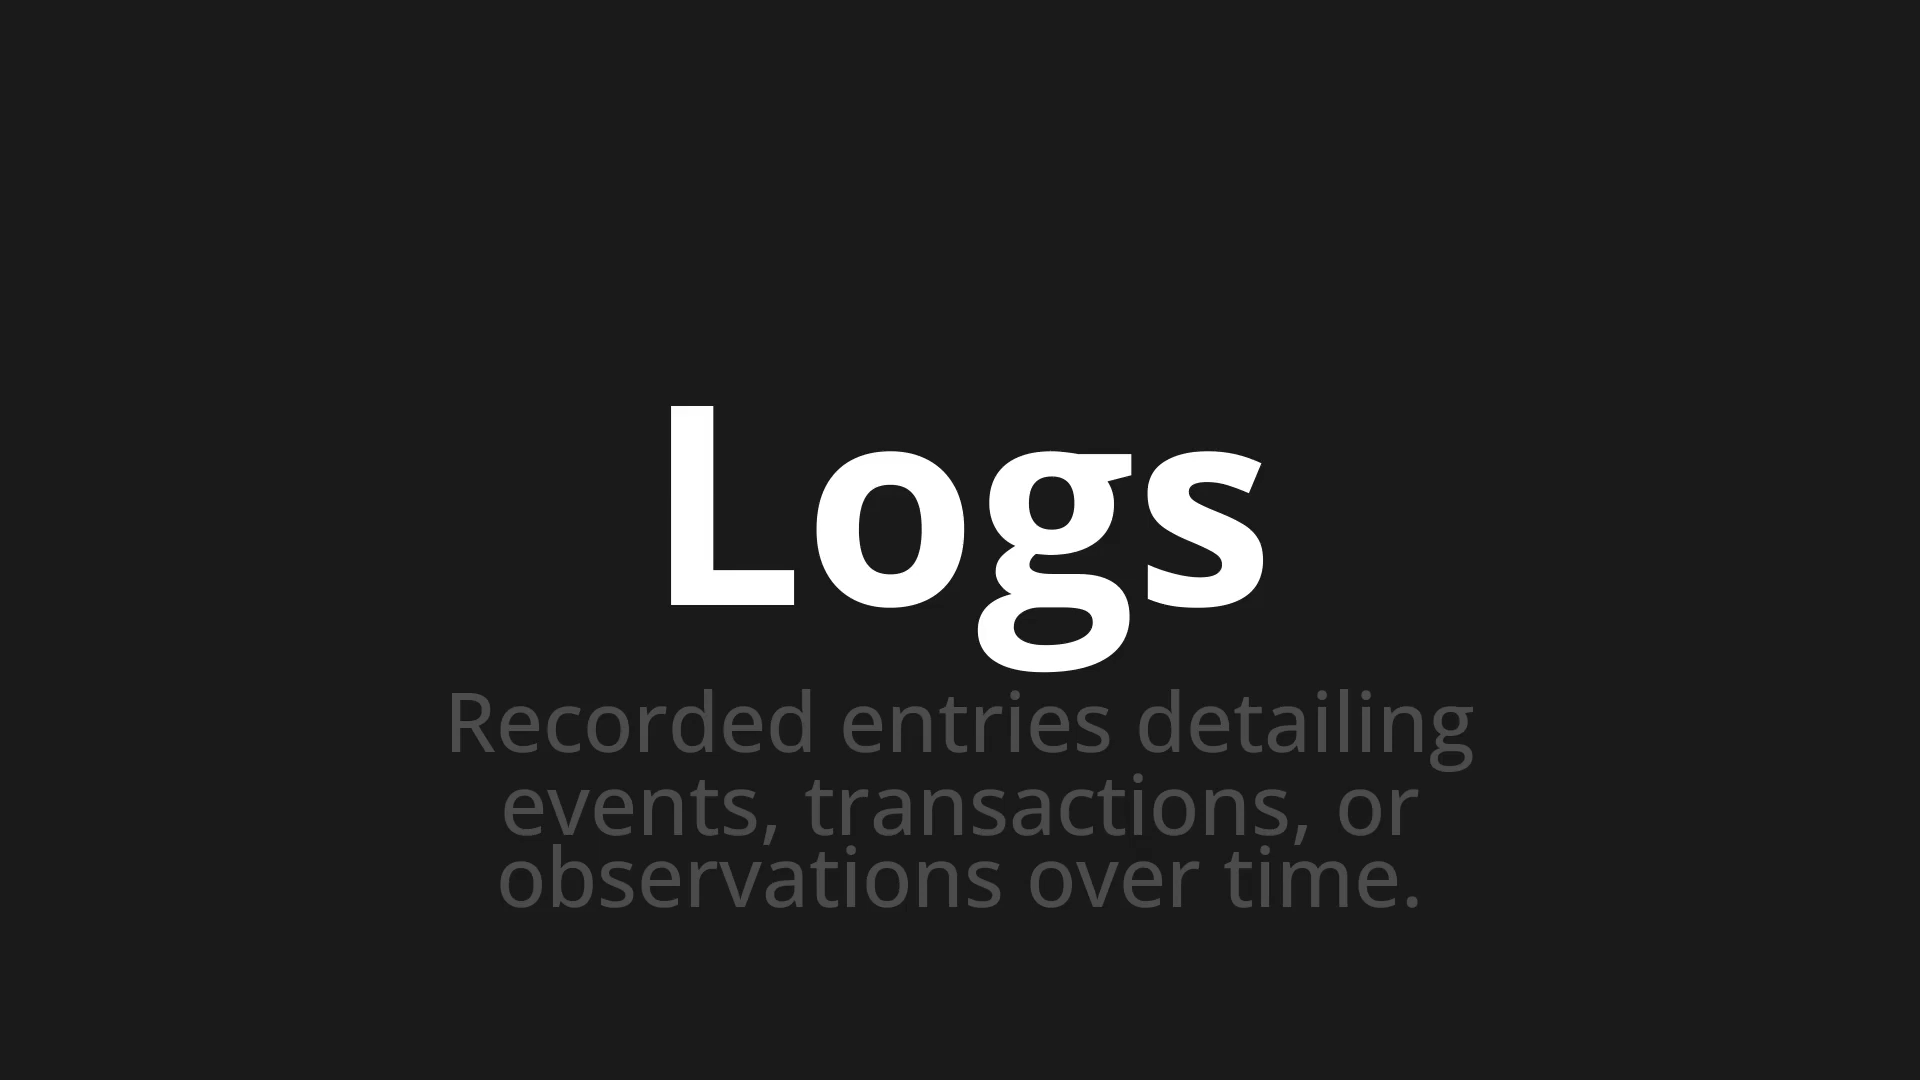 Logs
Recorded entries detailing
events, transactions, or
observations over time.